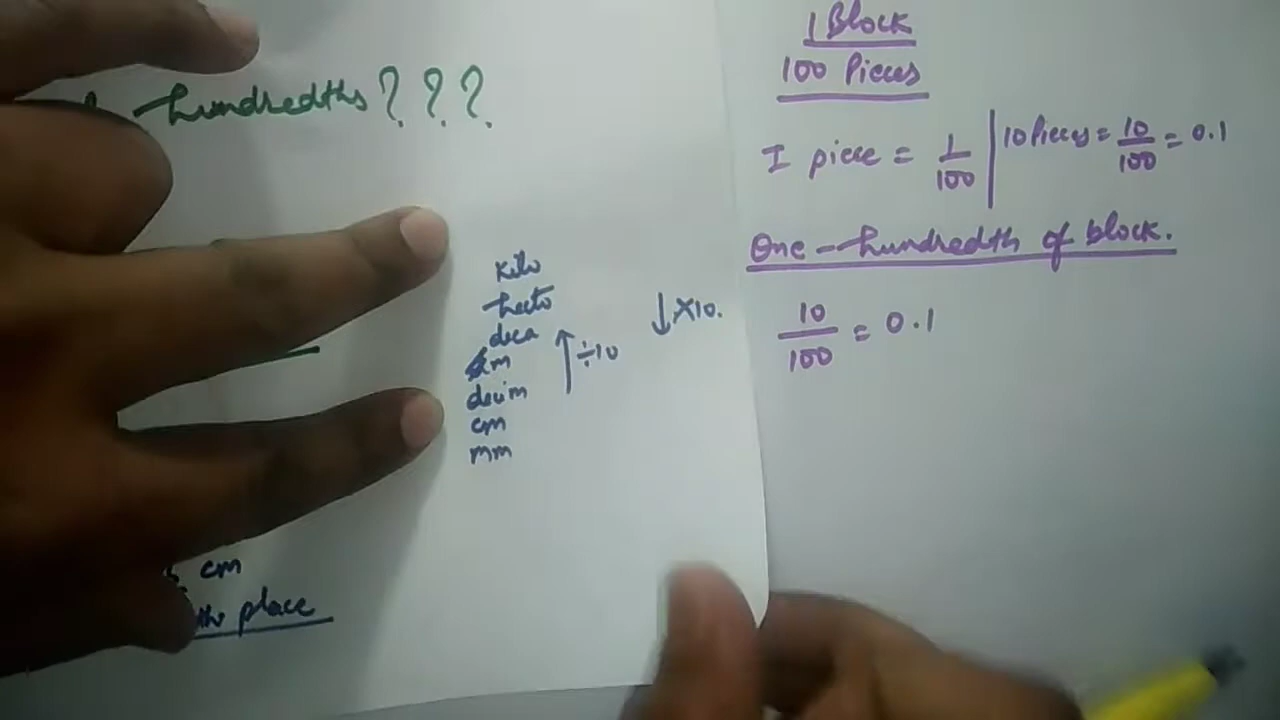 hundredths ? ? ?
kilo
hecto
deca
m
decim
cm
mm
↑ ÷10
↓ ×10.
cm
place
1 Block
100 Pieces
I piece = 1/100 | 10 Pieces = 10/100 = 0.1
One - hundredth of block.
10/100 = 0.1